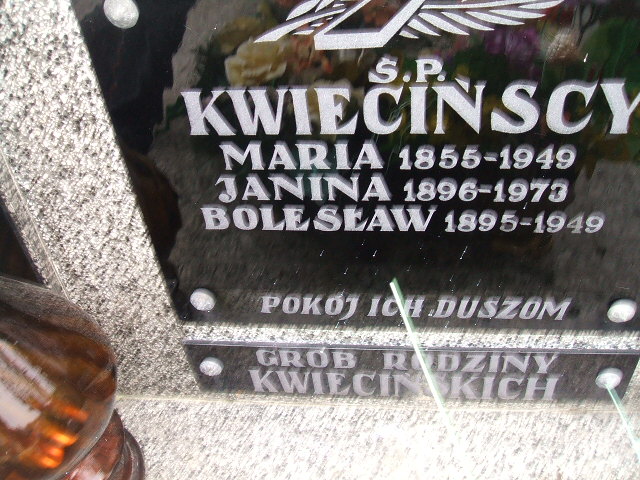 Ś.P.
KWIECIŃSCY
MARIA 1855-1949
JANINA 1896-1973
BOLESŁAW 1895-1949
POKÓJ ICH DUSZOM
GRÓB RODZINY
KWIECIŃSKICH